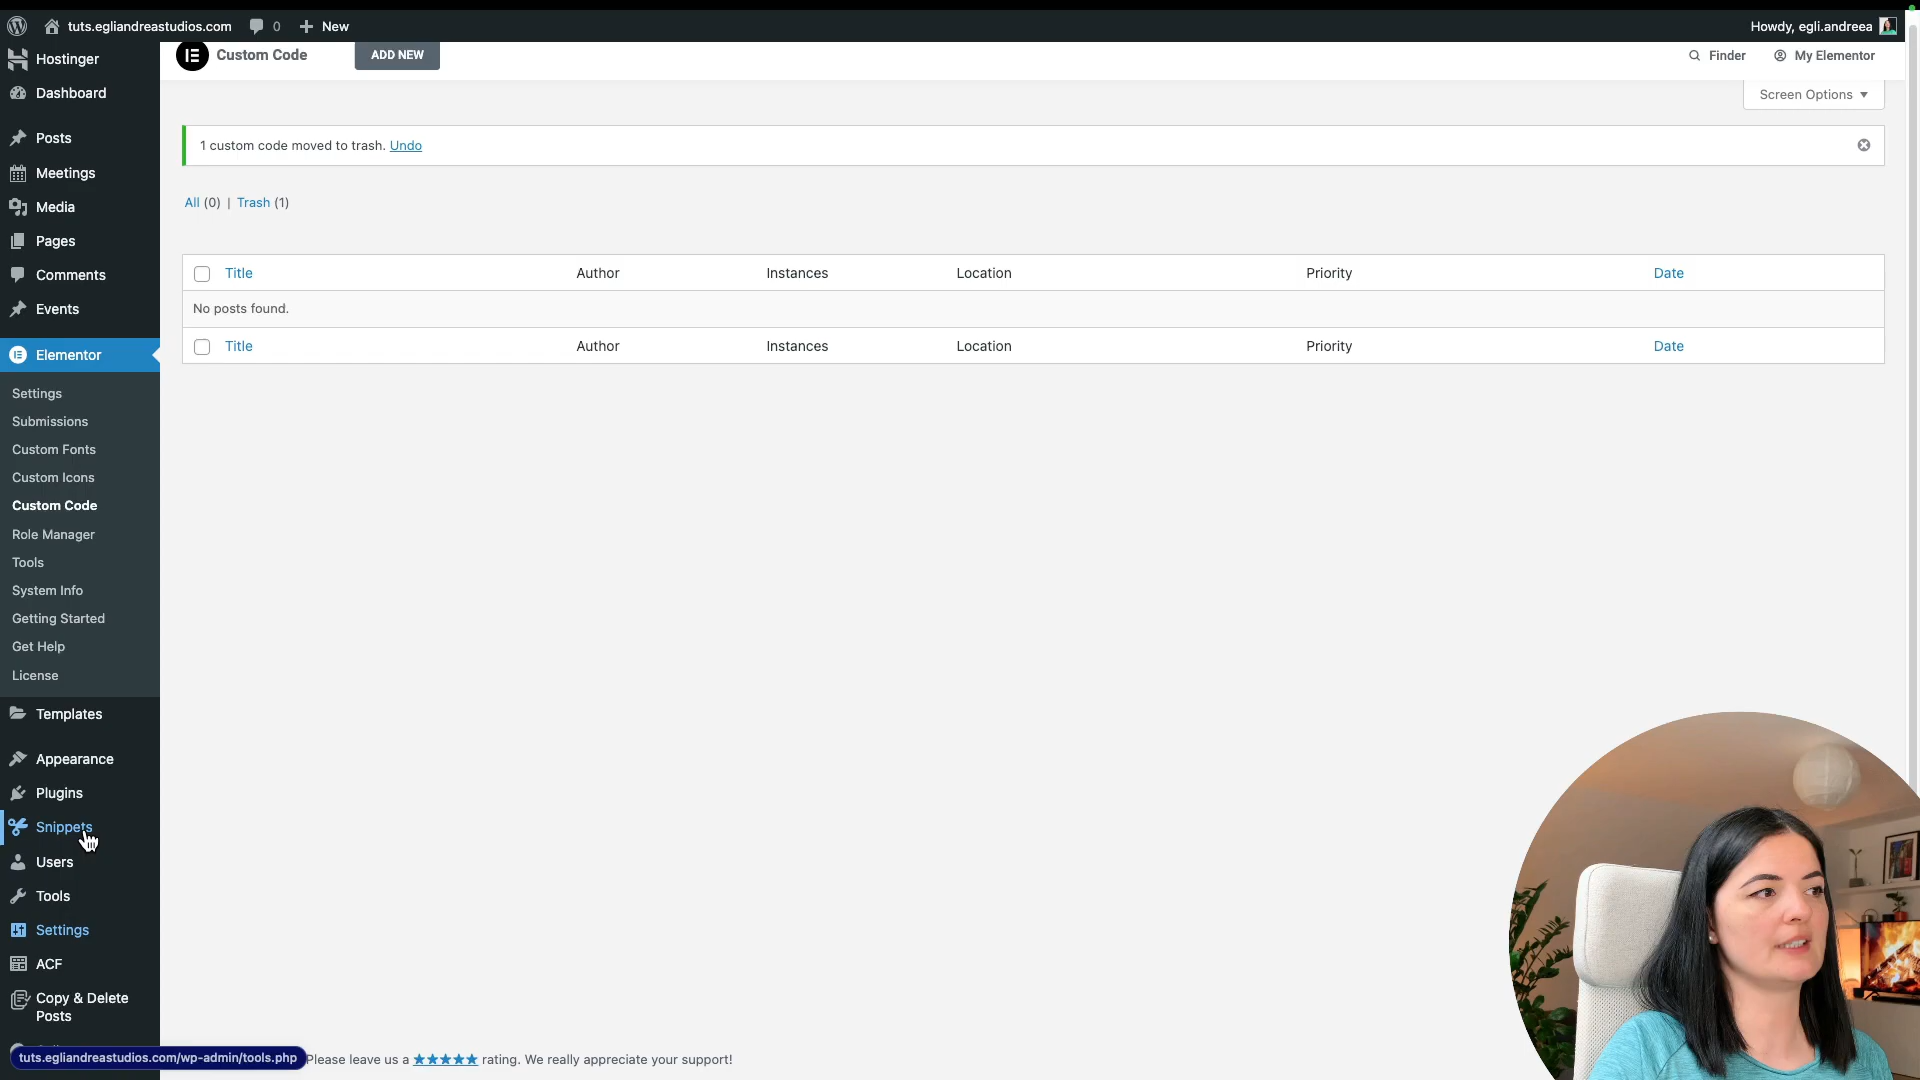 tuts.egliandreastudios.com 0 New Howdy, egli.andreea
Hostinger
Custom Code ADD NEW Finder My Elementor
Dashboard
Screen Options
Posts
1 custom code moved to trash. Undo
Meetings
Media
All (0) | Trash (1)
Pages
Comments
Title Author Instances Location Priority Date
Events
No posts found.
Elementor
Title Author Instances Location Priority Date
Settings
Submissions
Custom Fonts
Custom Icons
Custom Code
Role Manager
Tools
System Info
Getting Started
Get Help
License
Templates
Appearance
Plugins
Snippets
Users
Tools
Settings
ACF
Copy & Delete
Posts
tuts.egliandreastudios.com/wp-admin/tools.php Please leave us a ★★★★★ rating. We really appreciate your support!